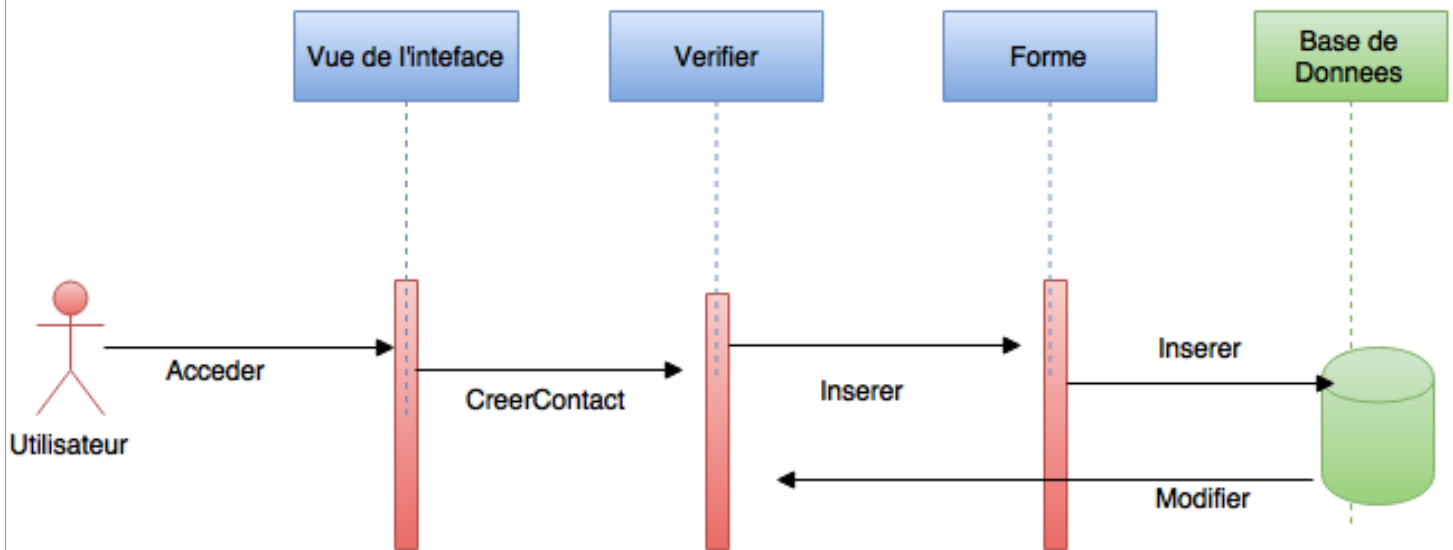 Vue de l'inteface
Verifier
Forme
Base de
Donnees
Acceder
CreerContact
Inserer
Inserer
Utilisateur
Modifier